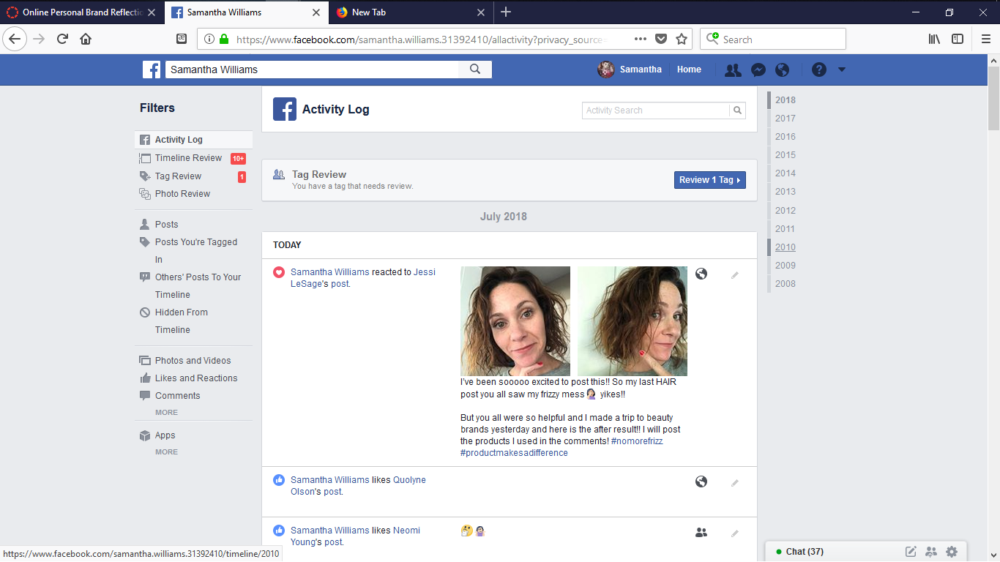 Online Personal Brand Reflectio
Samantha Williams
New Tab
https://www.facebook.com/samantha.williams.31392410/allactivity?privacy_source=
Search
Samantha Williams
Samantha
Home
Filters
Activity Log
Timeline Review 10+
Tag Review 1
Photo Review
Posts
Posts You're Tagged
In
Others' Posts To Your
Timeline
Hidden From
Timeline
Photos and Videos
Likes and Reactions
Comments
MORE
Apps
MORE
Activity Log
Activity Search
Tag Review
You have a tag that needs review.
Review 1 Tag
July 2018
TODAY
Samantha Williams reacted to Jessi
LeSage's post.
I've been sooooo excited to post this!! So my last HAIR
post you all saw my frizzy mess🤦🏻‍♀️ yikes!!
But you all were so helpful and I made a trip to beauty
brands yesterday and here is the after result!! I will post
the products I used in the comments! #nomorefrizz
#productmakesadifference
Samantha Williams likes Quolyne
Olson's post.
Samantha Williams likes Neomi
Young's post.
🤔🤷🏻‍♀️
2018
2017
2016
2015
2014
2013
2012
2011
2010
2009
2008
Chat (37)
https://www.facebook.com/samantha.williams.31392410/timeline/2010